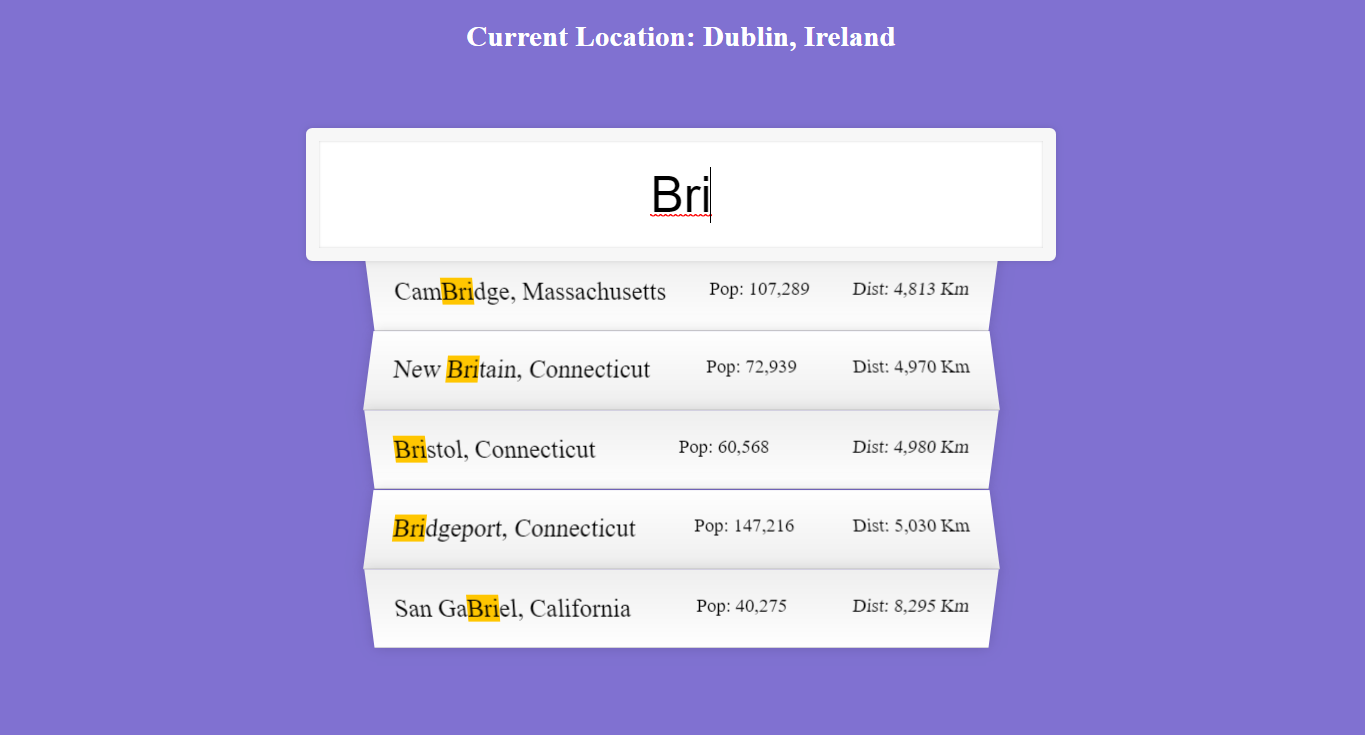 Current Location: Dublin, Ireland
Bri
CamBridge, Massachusetts Pop: 107,289 Dist: 4,813 Km
New Britain, Connecticut Pop: 72,939 Dist: 4,970 Km
Bristol, Connecticut Pop: 60,568 Dist: 4,980 Km
Bridgeport, Connecticut Pop: 147,216 Dist: 5,030 Km
San GaBriel, California Pop: 40,275 Dist: 8,295 Km